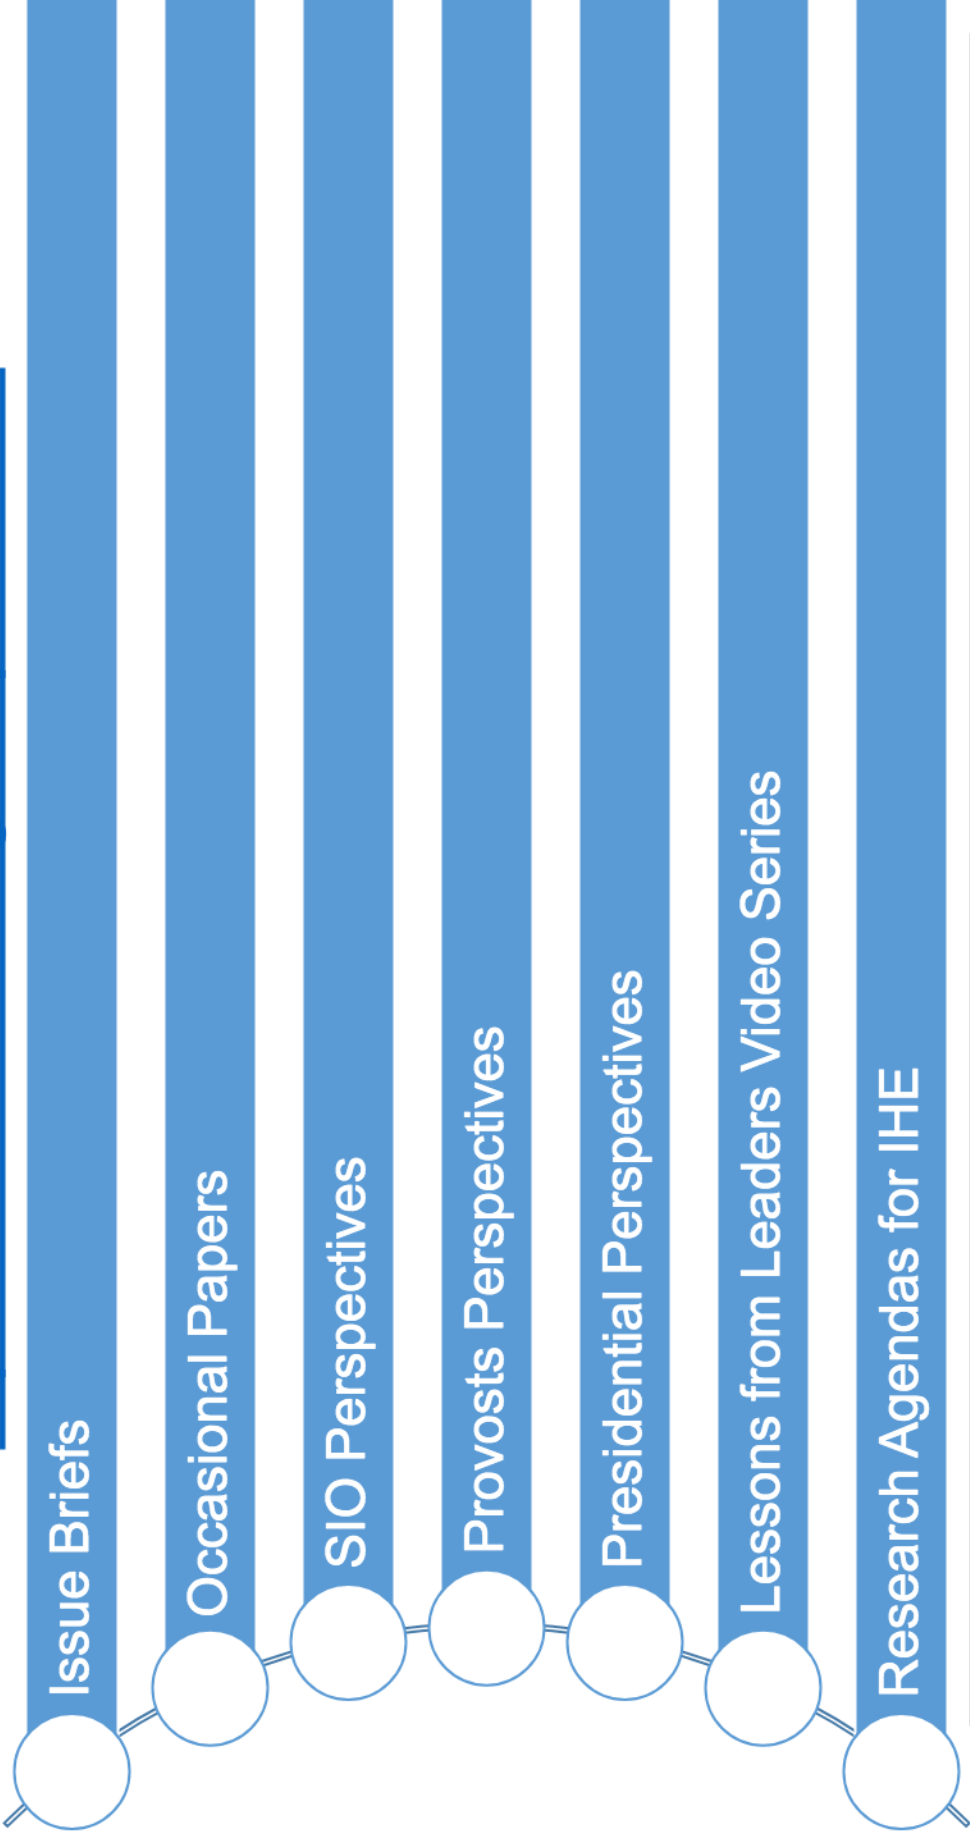 Issue Briefs
Occasional Papers
SIO Perspectives
Provosts Perspectives
Presidential Perspectives
Lessons from Leaders Video Series
Research Agendas for IHE